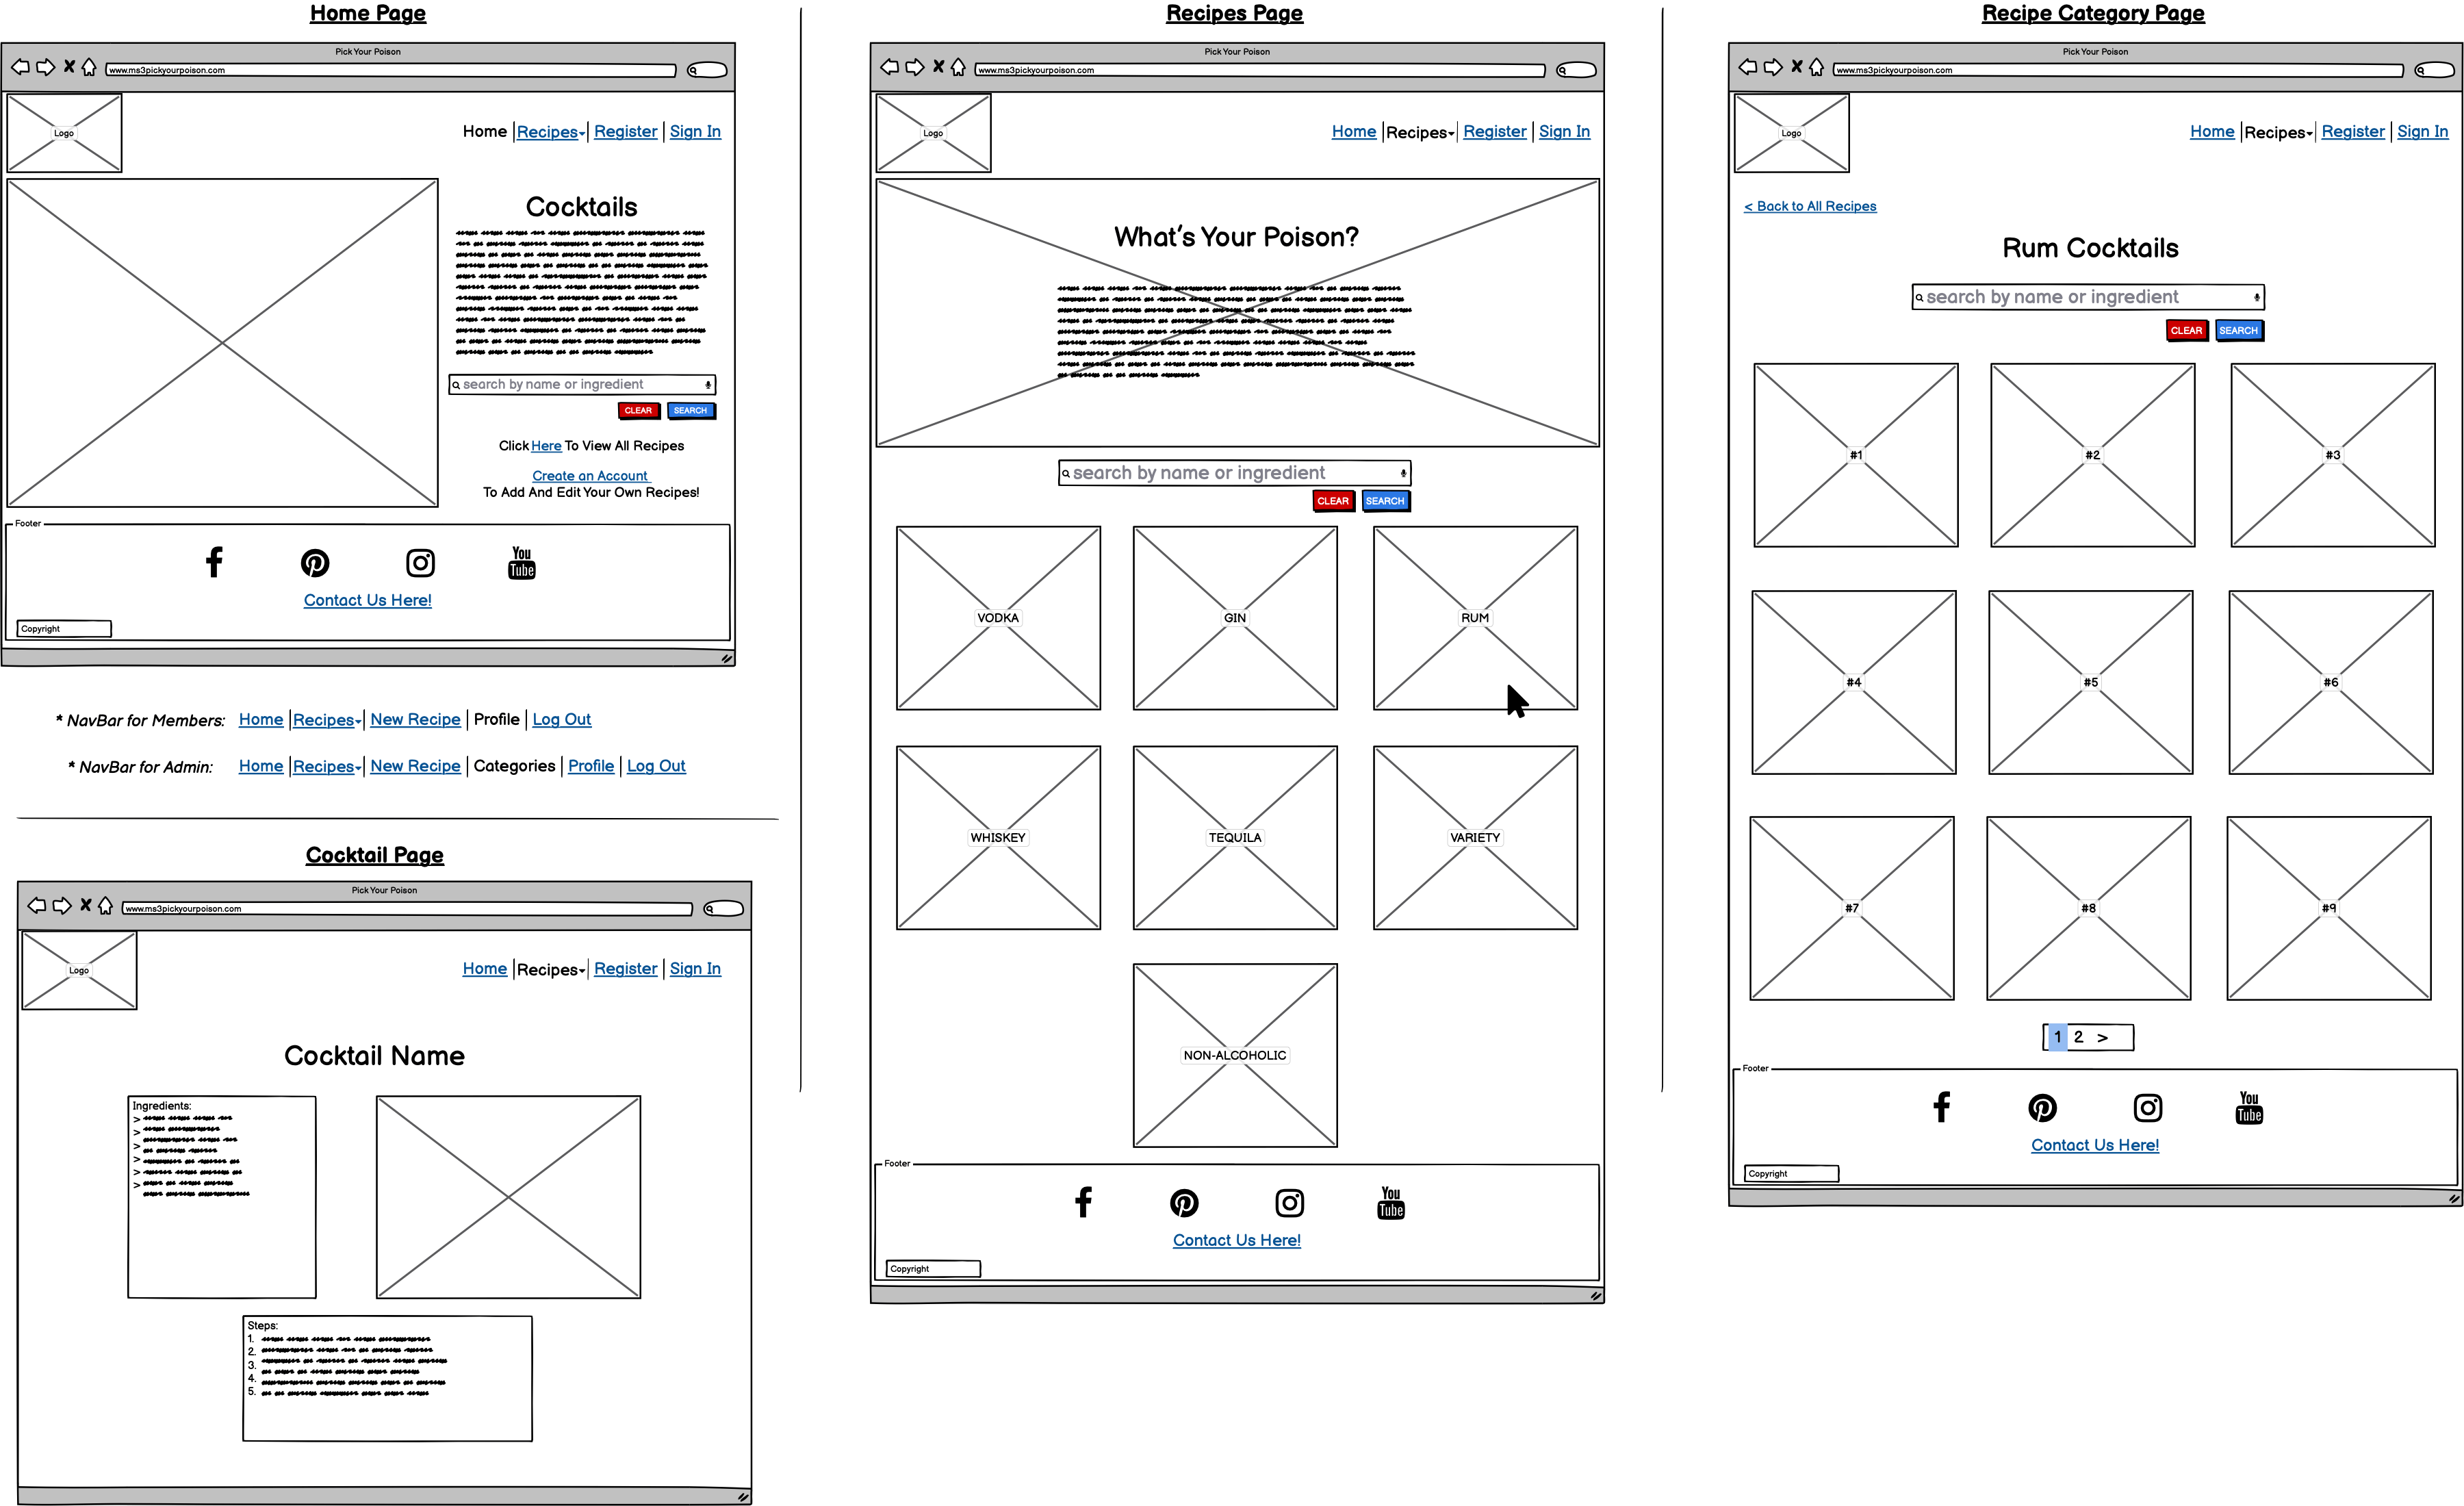 Home Page
Pick Your Poison
www.ms3pickyourpoison.com
Logo
Home | Recipes | Register | Sign In
Cocktails
search by name or ingredient
CLEAR SEARCH
Click Here To View All Recipes
Create an Account
To Add And Edit Your Own Recipes!
Footer
You
Tube
Contact Us Here!
Copyright
* NavBar for Members: Home | Recipes | New Recipe | Profile | Log Out
* NavBar for Admin: Home | Recipes | New Recipe | Categories | Profile | Log Out
Cocktail Page
Pick Your Poison
www.ms3pickyourpoison.com
Logo
Home | Recipes | Register | Sign In
Cocktail Name
Ingredients:
>
>
>
>
>
>
Steps:
1.
2.
3.
4.
5.
Recipes Page
Pick Your Poison
www.ms3pickyourpoison.com
Logo
Home | Recipes | Register | Sign In
What's Your Poison?
search by name or ingredient
CLEAR SEARCH
VODKA GIN RUM
WHISKEY TEQUILA VARIETY
NON-ALCOHOLIC
Footer
You
Tube
Contact Us Here!
Copyright
Recipe Category Page
Pick Your Poison
www.ms3pickyourpoison.com
Logo
Home | Recipes | Register | Sign In
< Back to All Recipes
Rum Cocktails
search by name or ingredient
CLEAR SEARCH
#1 #2 #3
#4 #5 #6
#7 #8 #9
1 2 >
Footer
You
Tube
Contact Us Here!
Copyright